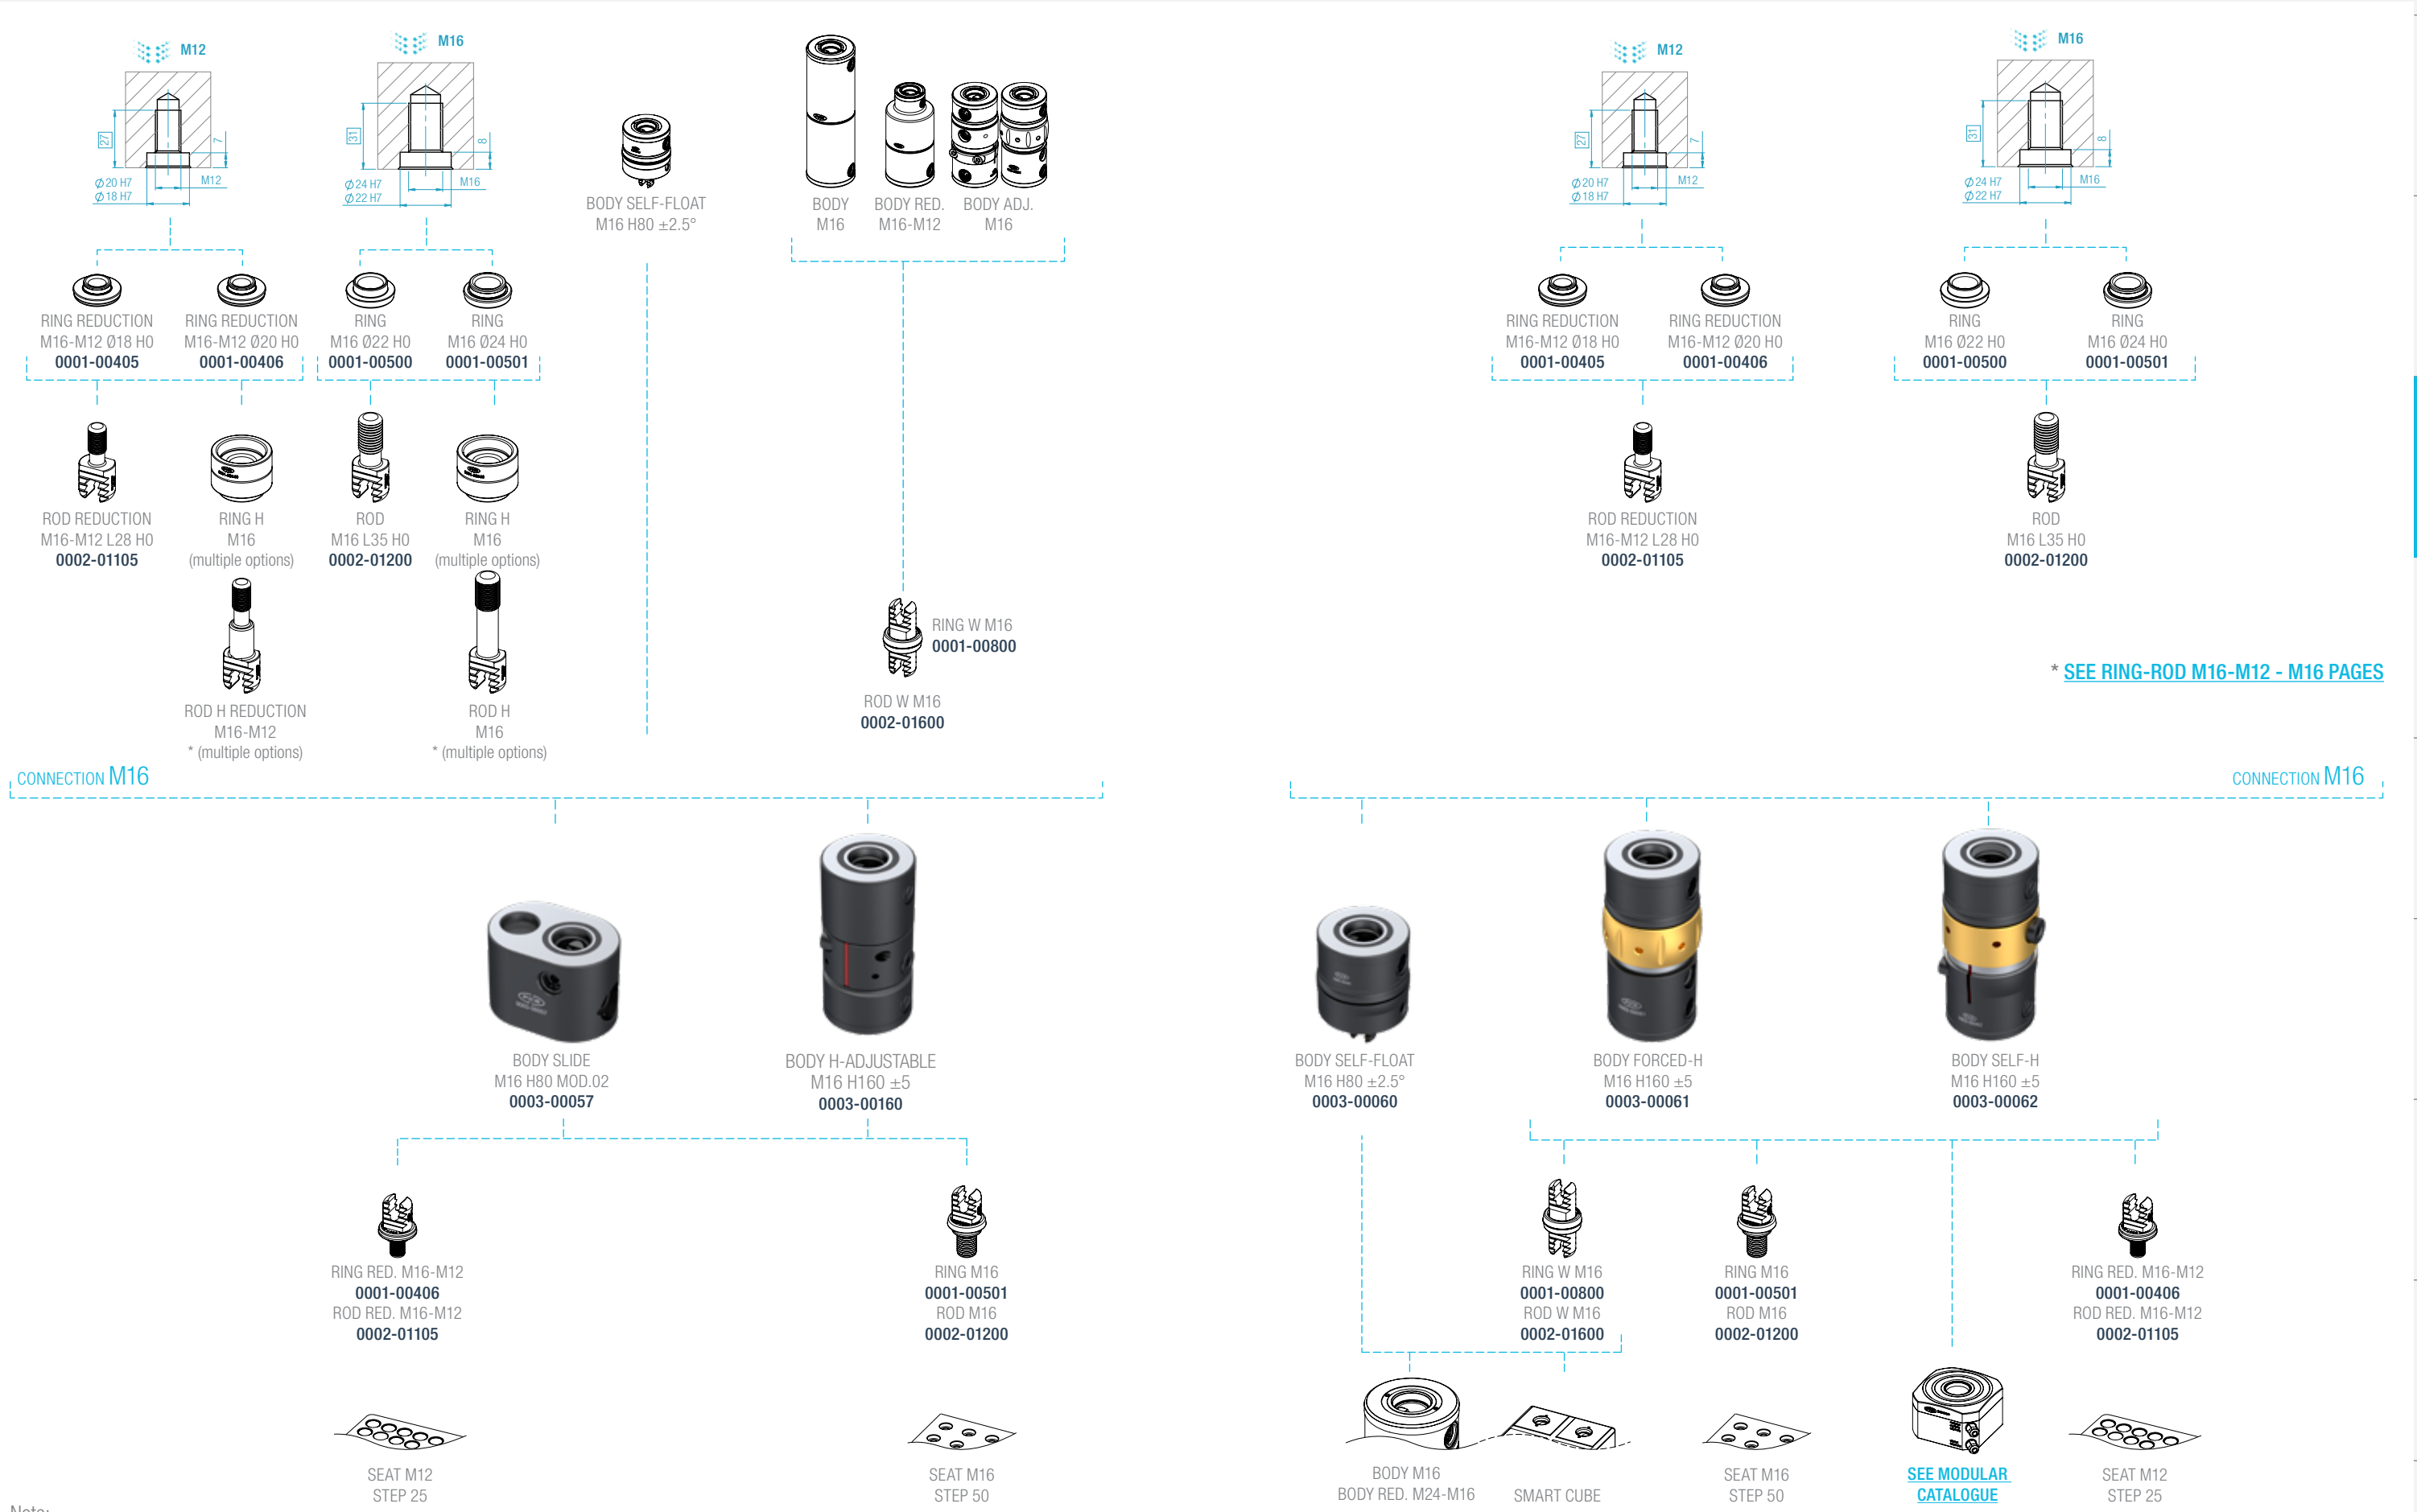 M12
27
7
Ø 20 H7
Ø 18 H7
M12
M16
31
8
Ø 24 H7
Ø 22 H7
M16
BODY SELF-FLOAT
M16 H80 ±2.5°
BODY
M16
BODY RED.
M16-M12
BODY ADJ.
M16
M12
27
7
Ø 20 H7
Ø 18 H7
M12
M16
31
8
Ø 24 H7
Ø 22 H7
M16
RING REDUCTION
M16-M12 Ø18 H0
0001-00405
RING REDUCTION
M16-M12 Ø20 H0
0001-00406
RING
M16 Ø22 H0
0001-00500
RING
M16 Ø24 H0
0001-00501
RING REDUCTION
M16-M12 Ø18 H0
0001-00405
RING REDUCTION
M16-M12 Ø20 H0
0001-00406
RING
M16 Ø22 H0
0001-00500
RING
M16 Ø24 H0
0001-00501
ROD REDUCTION
M16-M12 L28 H0
0002-01105
RING H
M16
(multiple options)
ROD
M16 L35 H0
0002-01200
RING H
M16
(multiple options)
ROD REDUCTION
M16-M12 L28 H0
0002-01105
ROD
M16 L35 H0
0002-01200
RING W M16
0001-00800
ROD W M16
0002-01600
* SEE RING-ROD M16-M12 - M16 PAGES
ROD H REDUCTION
M16-M12
* (multiple options)
ROD H
M16
* (multiple options)
CONNECTION M16
CONNECTION M16
BODY SLIDE
M16 H80 MOD.02
0003-00057
BODY H-ADJUSTABLE
M16 H160 ±5
0003-00160
BODY SELF-FLOAT
M16 H80 ±2.5°
0003-00060
BODY FORCED-H
M16 H160 ±5
0003-00061
BODY SELF-H
M16 H160 ±5
0003-00062
RING RED. M16-M12
0001-00406
ROD RED. M16-M12
0002-01105
RING M16
0001-00501
ROD M16
0002-01200
RING W M16
0001-00800
ROD W M16
0002-01600
RING M16
0001-00501
ROD M16
0002-01200
RING RED. M16-M12
0001-00406
ROD RED. M16-M12
0002-01105
SEAT M12
STEP 25
SEAT M16
STEP 50
BODY M16
BODY RED. M24-M16
SMART CUBE
SEAT M16
STEP 50
SEE MODULAR
CATALOGUE
SEAT M12
STEP 25
Note: